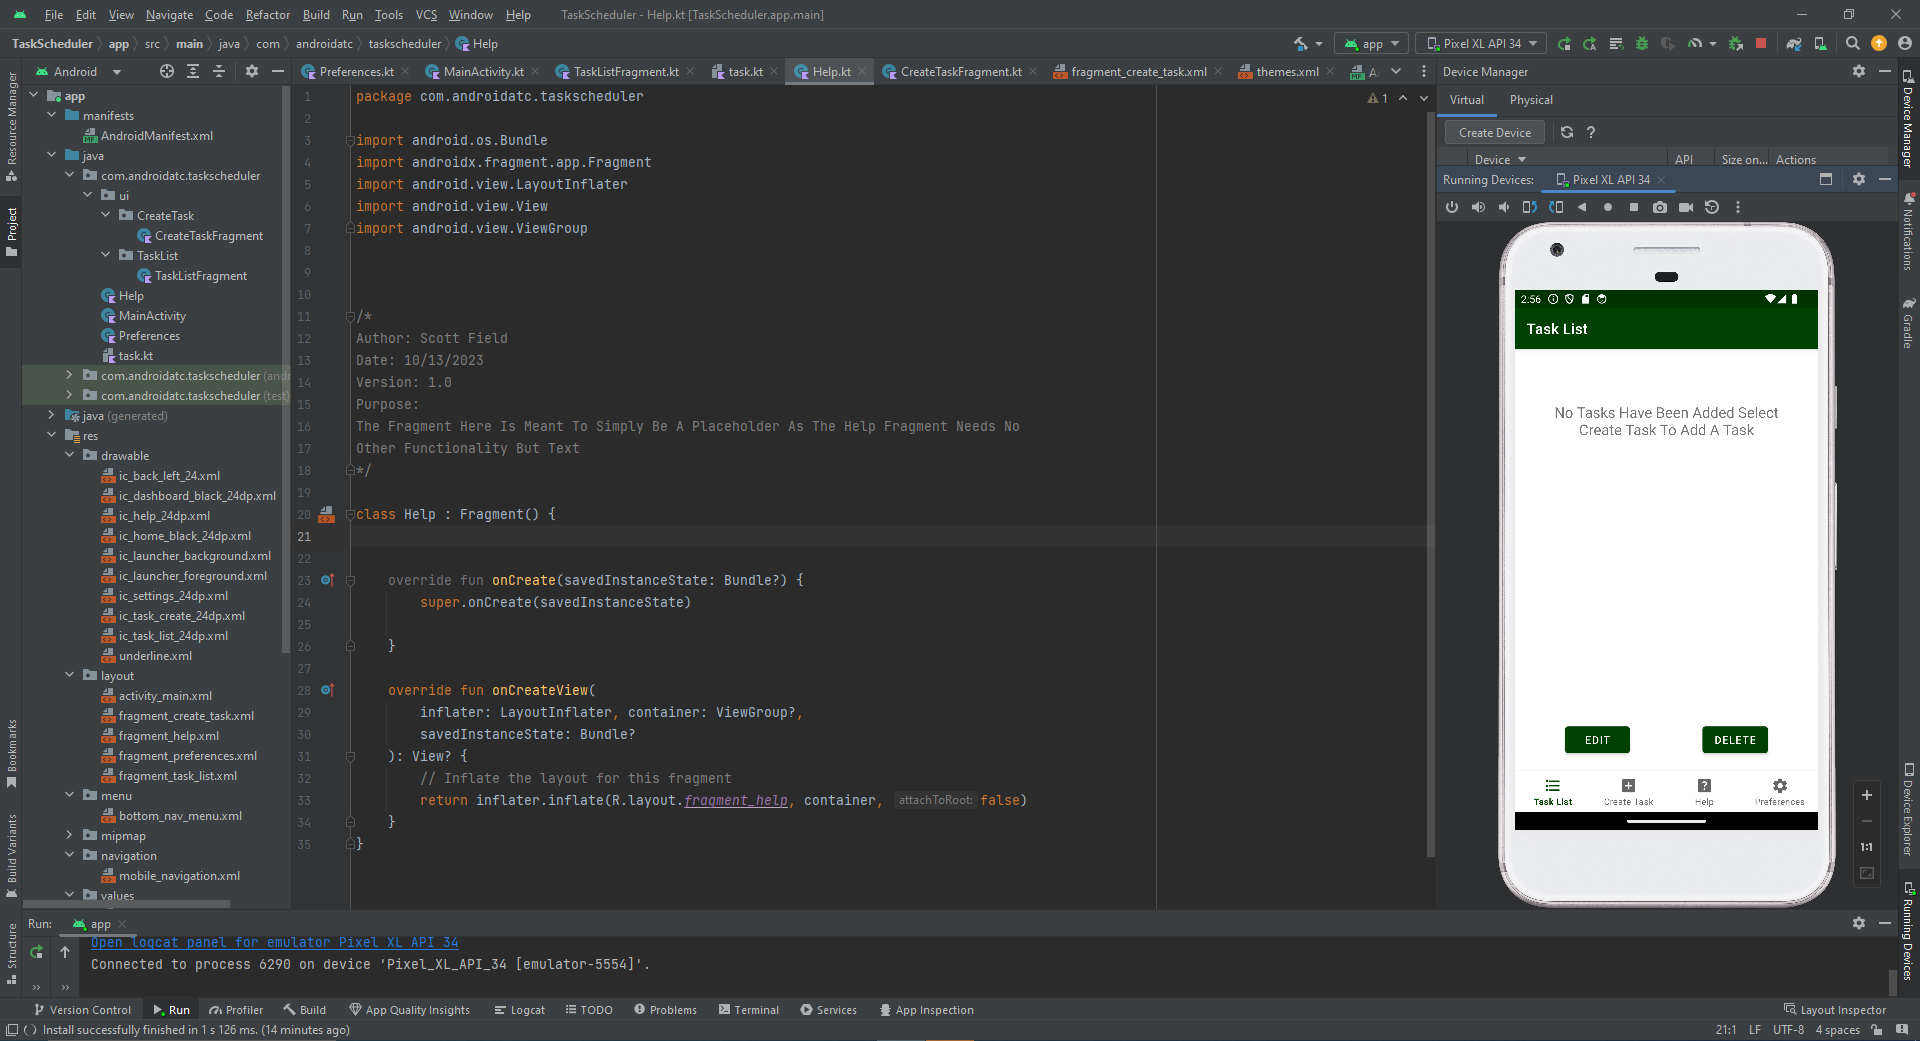 File Edit View Navigate Code Refactor Build Run Tools VCS Window Help TaskScheduler - Help.kt [TaskScheduler.app.main]
TaskScheduler app src main java com androidatc taskscheduler Help
app Pixel XL API 34
Android
Preferences.kt MainActivity.kt TaskListFragment.kt task.kt Help.kt CreateTaskFragment.kt fragment_create_task.xml themes.xml
Resource Manager
Project
Bookmarks
Build Variants
Structure
app
manifests
AndroidManifest.xml
java
com.androidatc.taskscheduler
ui
CreateTask
CreateTaskFragment
TaskList
TaskListFragment
Help
MainActivity
Preferences
task.kt
com.androidatc.taskscheduler (andr
com.androidatc.taskscheduler (test)
java (generated)
res
drawable
ic_back_left_24.xml
ic_dashboard_black_24dp.xml
ic_help_24dp.xml
ic_home_black_24dp.xml
ic_launcher_background.xml
ic_launcher_foreground.xml
ic_settings_24dp.xml
ic_task_create_24dp.xml
ic_task_list_24dp.xml
underline.xml
layout
activity_main.xml
fragment_create_task.xml
fragment_help.xml
fragment_preferences.xml
fragment_task_list.xml
menu
bottom_nav_menu.xml
mipmap
navigation
mobile_navigation.xml
values
1 package com.androidatc.taskscheduler
2
3 import android.os.Bundle
4 import androidx.fragment.app.Fragment
5 import android.view.LayoutInflater
6 import android.view.View
7 import android.view.ViewGroup
8
9
10
11 /*
12 Author: Scott Field
13 Date: 10/13/2023
14 Version: 1.0
15 Purpose:
16 The Fragment Here Is Meant To Simply Be A Placeholder As The Help Fragment Needs No
17 Other Functionality But Text
18 */
19
20 class Help : Fragment() {
21
22
23 override fun onCreate(savedInstanceState: Bundle?) {
24 super.onCreate(savedInstanceState)
25
26 }
27
28 override fun onCreateView(
29 inflater: LayoutInflater, container: ViewGroup?,
30 savedInstanceState: Bundle?
31 ): View? {
32 // Inflate the layout for this fragment
33 return inflater.inflate(R.layout.fragment_help, container, attachToRoot: false)
34 }
35 }
1
Device Manager
Virtual Physical
Create Device ?
Device API Size on... Actions
Running Devices: Pixel XL API 34
2:56
Task List
No Tasks Have Been Added Select
Create Task To Add A Task
EDIT DELETE
Task List Create Task Help Preferences
1:1
Device Manager
Notifications
Gradle
Device Explorer
Running Devices
Run: app
Open logcat panel for emulator Pixel XL API 34
Connected to process 6290 on device 'Pixel_XL_API_34 [emulator-5554]'.
Version Control Run Profiler Build App Quality Insights Logcat TODO Problems Terminal Services App Inspection Layout Inspector
Install successfully finished in 1 s 126 ms. (14 minutes ago) 21:1 LF UTF-8 4 spaces